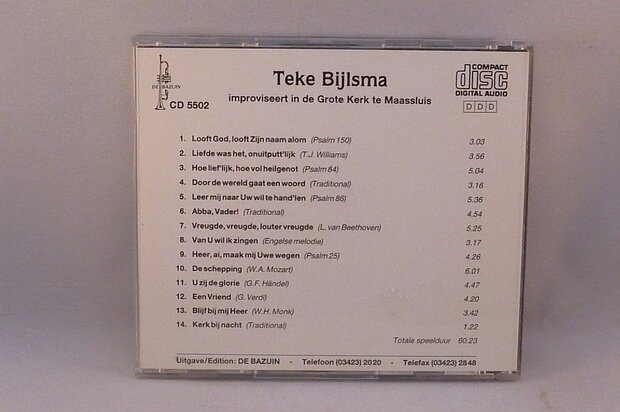 Teke Bijlsma
improviseert in de Grote Kerk te Maassluis
DE BAZUIN
CD 5502
COMPACT
disc
DIGITAL AUDIO
D D D
1. Looft God, looft Zijn naam alom (Psalm 150) 3.03
2. Liefde was het, onuitputt'lijk (T.J. Williams) 3.56
3. Hoe lief'lijk, hoe vol heilgenot (Psalm 84) 5.04
4. Door de wereld gaat een woord (Traditional) 3.16
5. Leer mij naar Uw wil te hand'len (Psalm 86) 5.36
6. Abba, Vader! (Traditional) 4.54
7. Vreugde, vreugde, louter vreugde (L. van Beethoven) 5.25
8. Van U wil ik zingen (Engelse melodie) 3.17
9. Heer, ai, maak mij Uwe wegen (Psalm 25) 4.26
10. De schepping (W.A. Mozart) 6.01
11. U zij de glorie (G.F. Händel) 4.47
12. Een Vriend (G. Verdi) 4.20
13. Blijf bij mij Heer (W.H. Monk) 3.42
14. Kerk bij nacht (Traditional) 1.22
Totale speelduur 60.23
Uitgave/Edition: DE BAZUIN - Telefoon (03423) 20 20 - Telefax (03423) 28 48